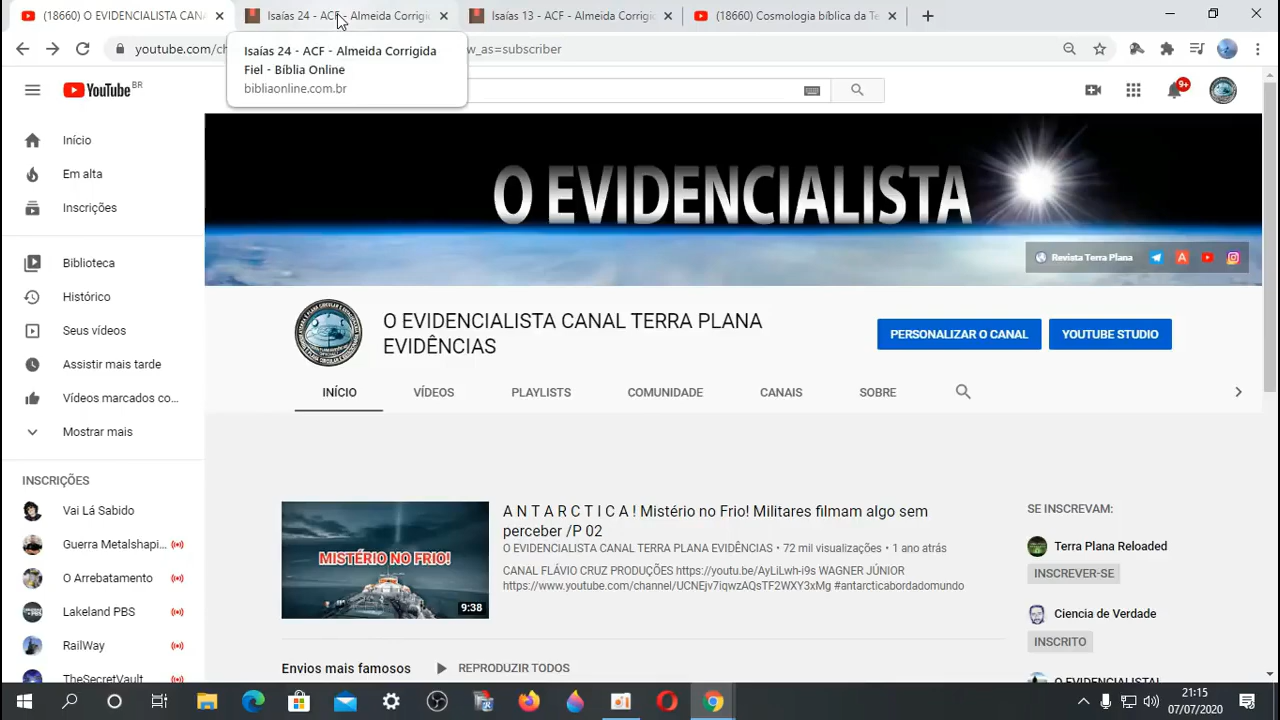 (18660) O EVIDENCIALISTA CANA
Isaías 24 - ACF - Almeida Corrigid
Isaías 13 - ACF - Almeida Corrigid
(18660) Cosmologia bíblica da Te
youtube.com/ch
w_as=subscriber
Isaías 24 - ACF - Almeida Corrigida
Fiel - Bíblia Online
bibliaonline.com.br
YouTube BR
9+
Início
Em alta
Inscrições
Biblioteca
Histórico
Seus vídeos
Assistir mais tarde
Vídeos marcados co...
Mostrar mais
INSCRIÇÕES
Vai Lá Sabido
Guerra Metalshapi...
O Arrebatamento
Lakeland PBS
RailWay
TheSecretVault
O EVIDENCIALISTA
Revista Terra Plana
O EVIDENCIALISTA CANAL TERRA PLANA
EVIDÊNCIAS
PERSONALIZAR O CANAL
YOUTUBE STUDIO
INÍCIO
VÍDEOS
PLAYLISTS
COMUNIDADE
CANAIS
SOBRE
MISTÉRIO NO FRIO!
9:38
A N T A R C T I C A ! Mistério no Frio! Militares filmam algo sem
perceber /P 02
O EVIDENCIALISTA CANAL TERRA PLANA EVIDÊNCIAS • 72 mil visualizações • 1 ano atrás
CANAL FLÁVIO CRUZ PRODUÇÕES https://youtu.be/AyLiLwh-i9s WAGNER JÚNIOR
https://www.youtube.com/channel/UCNEjv7iqwzAQsTF2WXY3xMg #antarcticabordadomundo
Envios mais famosos
REPRODUZIR TODOS
SE INSCREVAM:
Terra Plana Reloaded
INSCREVER-SE
Ciencia de Verdade
INSCRITO
O EVIDENCIALISTA!
21:15
07/07/2020